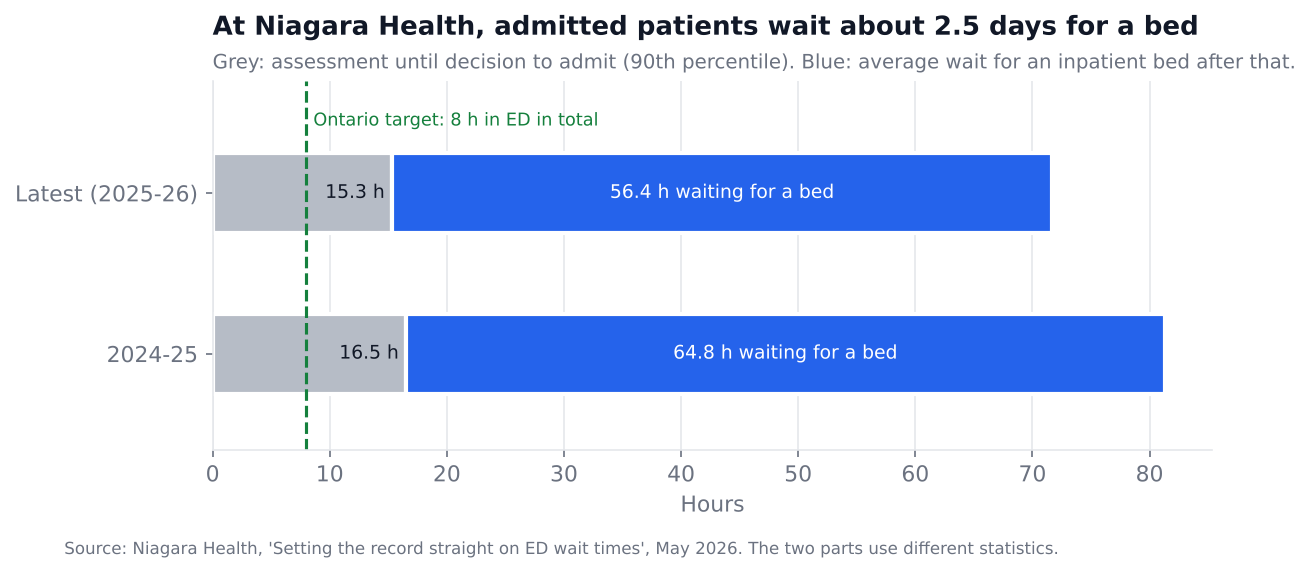 At Niagara Health, admitted patients wait about 2.5 days for a bed
Grey: assessment until decision to admit (90th percentile). Blue: average wait for an inpatient bed after that.
Ontario target: 8 h in ED in total
Latest (2025-26)
15.3 h
56.4 h waiting for a bed
2024-25
16.5 h
64.8 h waiting for a bed
0 10 20 30 40 50 60 70 80
Hours
Source: Niagara Health, 'Setting the record straight on ED wait times', May 2026. The two parts use different statistics.